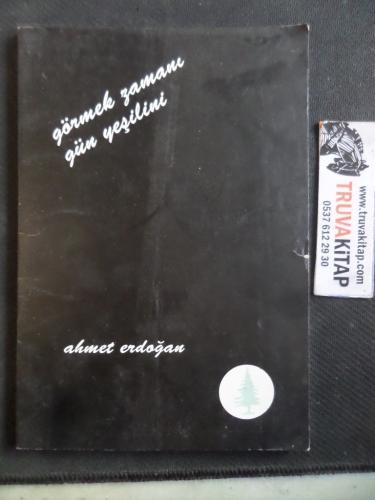 görmek zamanı
gün yeşilini
ahmet erdoğan
www.truvakitap.com
TRUVAKiTAP
0537 612 29 30